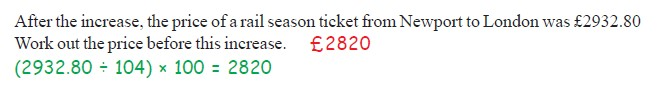 After the increase, the price of a rail season ticket from Newport to London was £2932.80
Work out the price before this increase. £2820
(2932.80 ÷ 104) × 100 = 2820